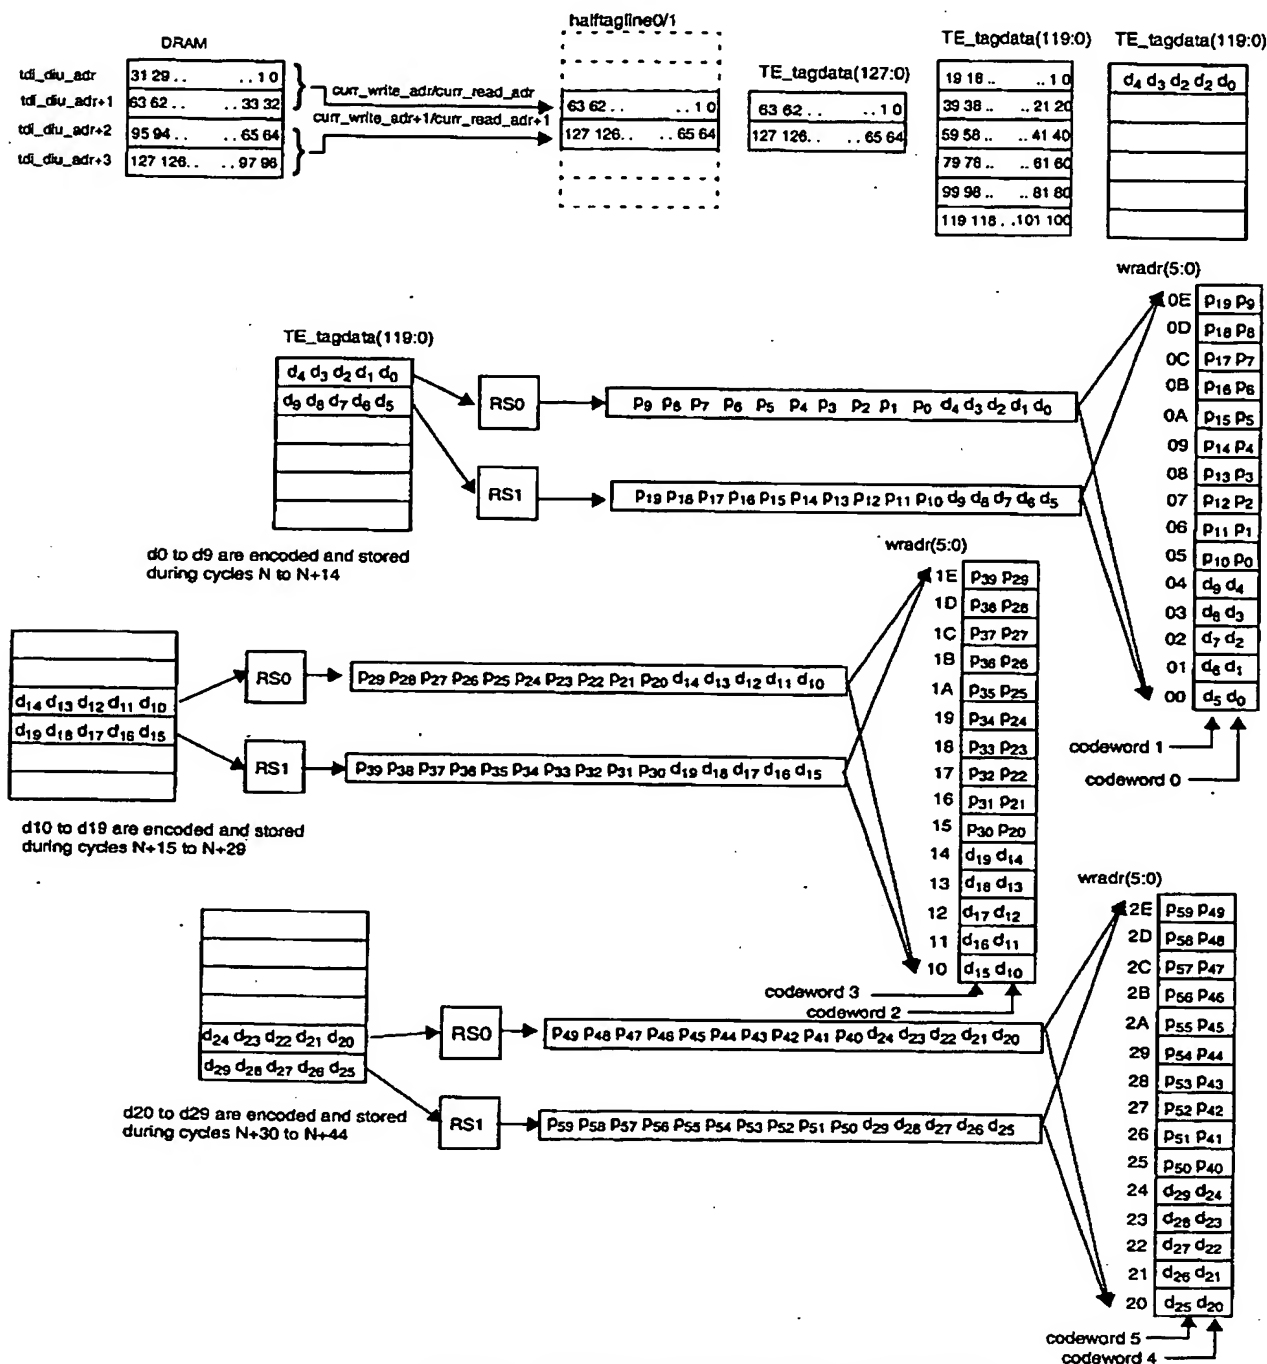 halftagline0/1
DRAM
tdi_diu_adr
31 29 .. .. 1 0
tdi_diu_adr+1
63 62 .. .. 33 32
tdi_diu_adr+2
95 94 .. .. 65 64
tdi_diu_adr+3
127 126.. .. 97 96
curr_write_adr/curr_read_adr
curr_write_adr+1/curr_read_adr+1
63 62 .. .. 1 0
127 126.. .. 65 64
TE_tagdata(127:0)
63 62 .. .. 1 0
127 126.. .. 65 64
TE_tagdata(119:0)
19 18 .. .. 1 0
39 38 .. .. 21 20
59 58 .. .. 41 40
79 78 .. .. 61 60
99 98 .. .. 81 80
119 118 . . 101 100
TE_tagdata(119:0)
d4 d3 d2 d2 d0
TE_tagdata(119:0)
d4 d3 d2 d1 d0
d9 d8 d7 d6 d5
RS0
p9 p8 p7 p6 p5 p4 p3 p2 p1 p0 d4 d3 d2 d1 d0
RS1
p19 p18 p17 p16 p15 p14 p13 p12 p11 p10 d9 d8 d7 d6 d5
d0 to d9 are encoded and stored
during cycles N to N+14
wradr(5:0)
0E p19 p9
0D p18 p8
0C p17 p7
0B p16 p6
0A p15 p5
09 p14 p4
08 p13 p3
07 p12 p2
06 p11 p1
05 p10 p0
04 d9 d4
03 d8 d3
02 d7 d2
01 d6 d1
00 d5 d0
codeword 1
codeword 0
d14 d13 d12 d11 d10
d19 d18 d17 d16 d15
RS0
p29 p28 p27 p26 p25 p24 p23 p22 p21 p20 d14 d13 d12 d11 d10
RS1
p39 p38 p37 p36 p35 p34 p33 p32 p31 p30 d19 d18 d17 d16 d15
d10 to d19 are encoded and stored
during cycles N+15 to N+29
wradr(5:0)
1E p39 p29
1D p38 p28
1C p37 p27
1B p36 p26
1A p35 p25
19 p34 p24
18 p33 p23
17 p32 p22
16 p31 p21
15 p30 p20
14 d19 d14
13 d18 d13
12 d17 d12
11 d16 d11
10 d15 d10
codeword 3
codeword 2
d24 d23 d22 d21 d20
d29 d28 d27 d26 d25
RS0
p49 p48 p47 p46 p45 p44 p43 p42 p41 p40 d24 d23 d22 d21 d20
RS1
p59 p58 p57 p56 p55 p54 p53 p52 p51 p50 d29 d28 d27 d26 d25
d20 to d29 are encoded and stored
during cycles N+30 to N+44
wradr(5:0)
2E p59 p49
2D p58 p48
2C p57 p47
2B p56 p46
2A p55 p45
29 p54 p44
28 p53 p43
27 p52 p42
26 p51 p41
25 p50 p40
24 d29 d24
23 d28 d23
22 d27 d22
21 d26 d21
20 d25 d20
codeword 5
codeword 4